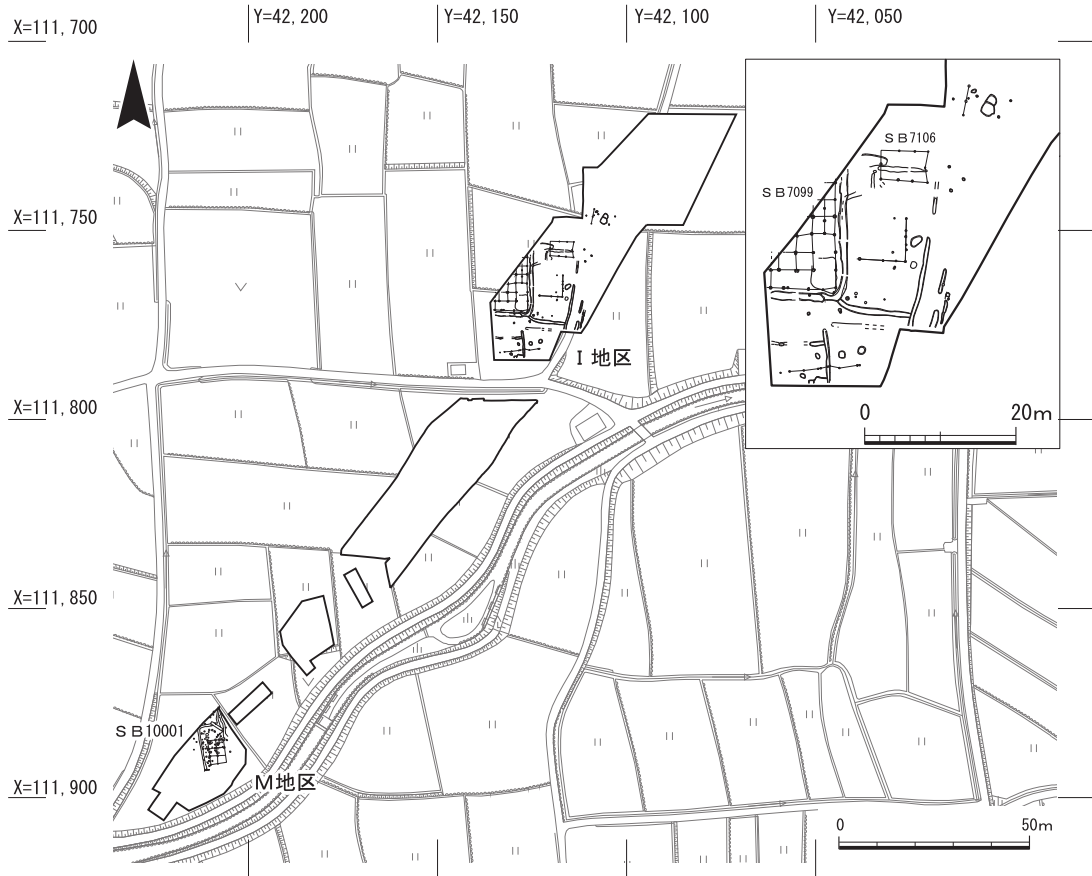 Y=42,200
Y=42,150
Y=42,100
Y=42,050
X=111,700
SB7106
SB7099
X=111,750
I 地区
X=111,800
0 20m
X=111,850
SB10001
M地区
X=111,900
0 50m